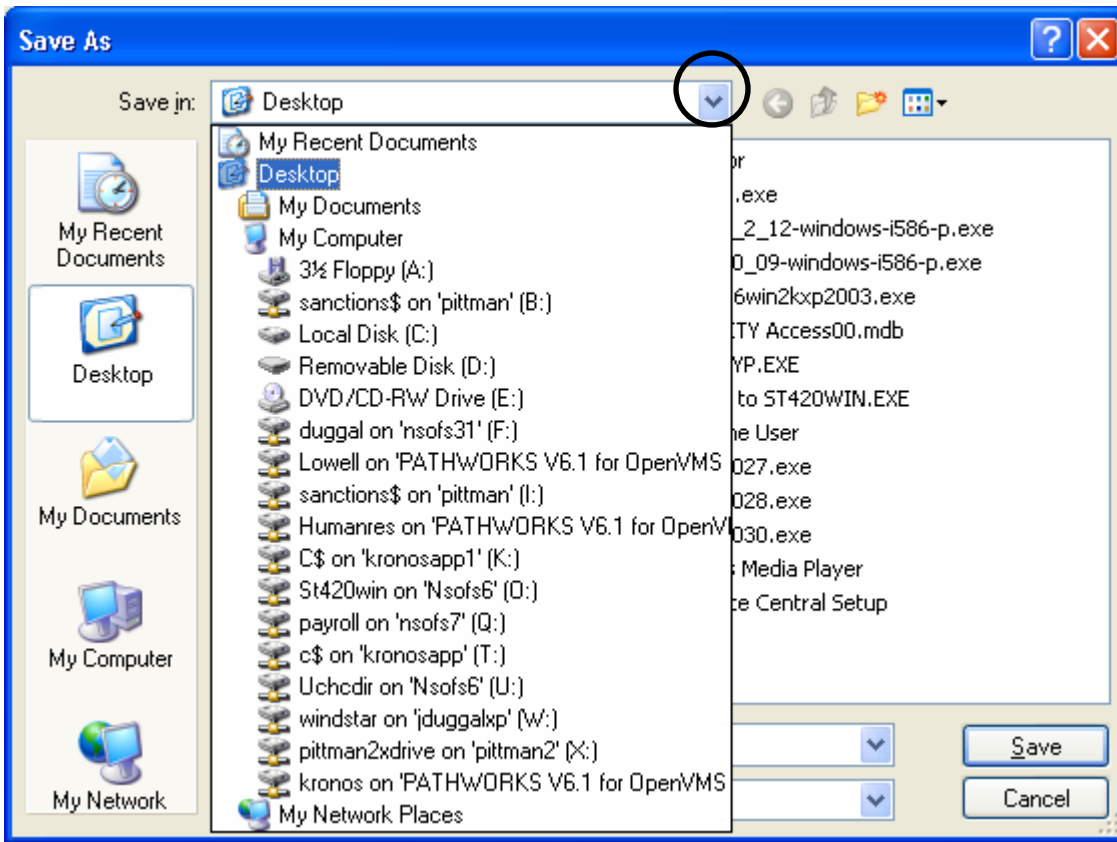 Save As
Save in:
Desktop
My Recent Documents
Desktop
My Documents
My Computer
3½ Floppy (A:)
sanctions$ on 'pittman' (B:)
Local Disk (C:)
Removable Disk (D:)
DVD/CD-RW Drive (E:)
duggal on 'nsofs31' (F:)
Lowell on 'PATHWORKS V6.1 for OpenVMS
sanctions$ on 'pittman' (I:)
Humanres on 'PATHWORKS V6.1 for OpenV
C$ on 'kronosapp1' (K:)
St420win on 'Nsofs6' (O:)
payroll on 'nsofs7' (Q:)
c$ on 'kronosapp' (T:)
Uchcdir on 'Nsofs6' (U:)
windstar on 'jduggalxp' (W:)
pittman2xdrive on 'pittman2' (X:)
kronos on 'PATHWORKS V6.1 for OpenVMS
My Network Places
My Recent
Documents
Desktop
My Documents
My Computer
My Network
or
.exe
_2_12-windows-i586-p.exe
0_09-windows-i586-p.exe
6win2kxp2003.exe
ITY Access00.mdb
YP.EXE
to ST420WIN.EXE
ne User
027.exe
028.exe
030.exe
Media Player
te Central Setup
Save
Cancel